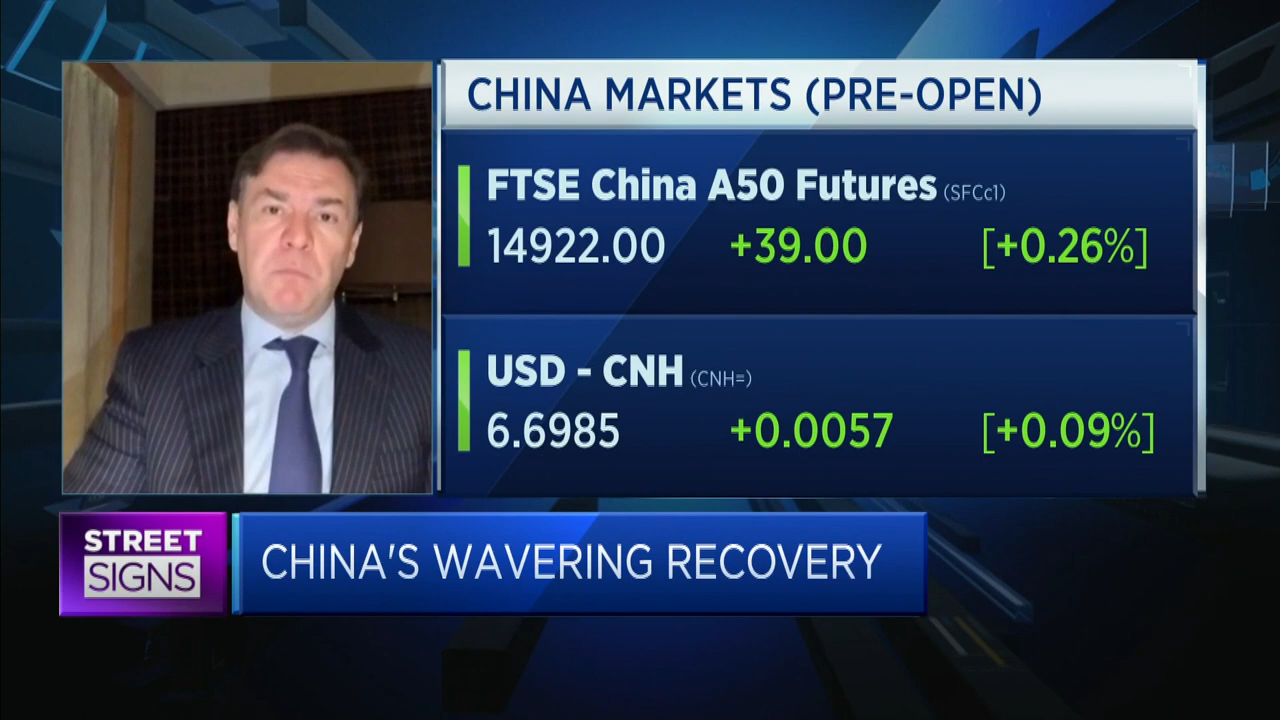 CHINA MARKETS (PRE-OPEN)
FTSE China A50 Futures (SFCc1)
14922.00 +39.00 [+0.26%]
USD - CNH (CNH=)
6.6985 +0.0057 [+0.09%]
STREET
SIGNS
CHINA'S WAVERING RECOVERY